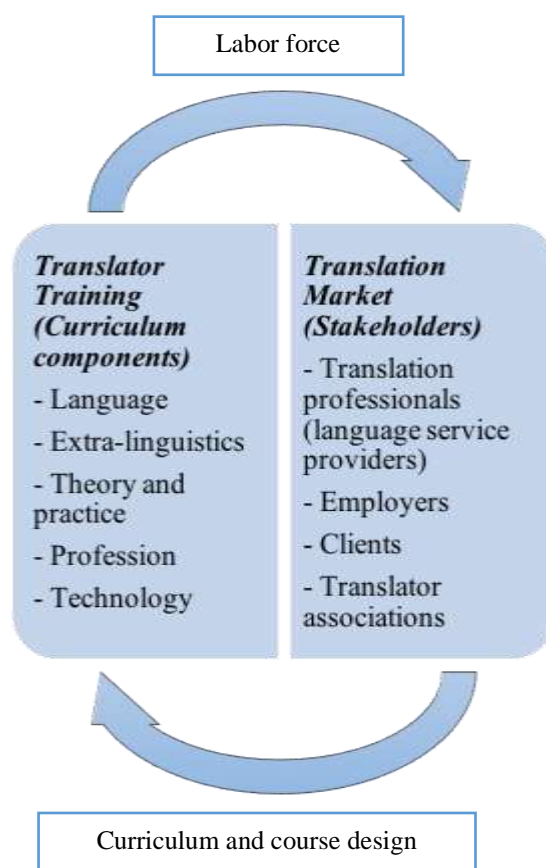 Labor force
Translator
Training
(Curriculum
components)
- Language
- Extra-linguistics
- Theory and
practice
- Profession
- Technology
Translation
Market
(Stakeholders)
- Translation
professionals
(language service
providers)
- Employers
- Clients
- Translator
associations
Curriculum and course design